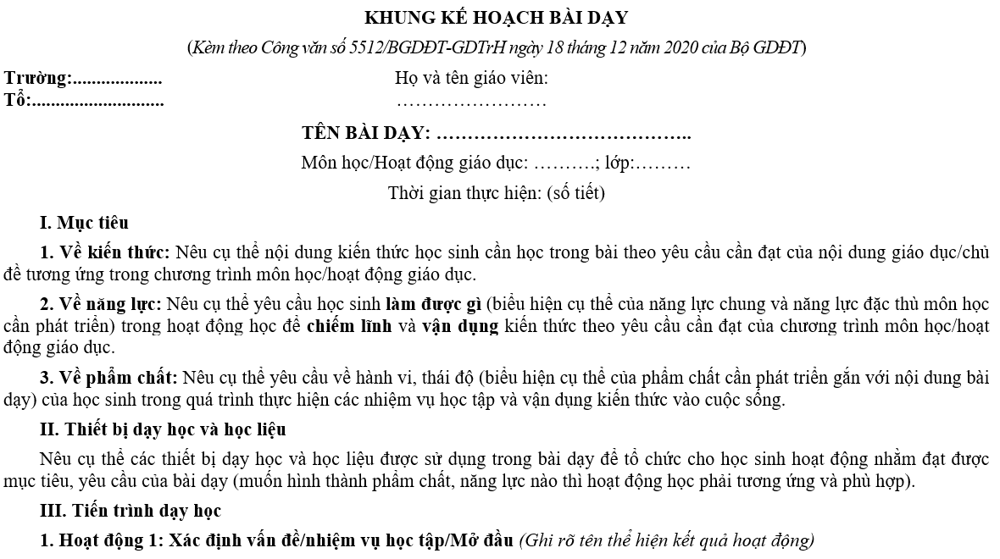 KHUNG KẾ HOẠCH BÀI DẠY
(Kèm theo Công văn số 5512/BGDĐT-GDTrH ngày 18 tháng 12 năm 2020 của Bộ GDĐT)
Trường:................... Họ và tên giáo viên:
Tổ:............................ ……………………
TÊN BÀI DẠY: …………………………………..
Môn học/Hoạt động giáo dục: ……….; lớp:………
Thời gian thực hiện: (số tiết)
I. Mục tiêu
1. Về kiến thức: Nêu cụ thể nội dung kiến thức học sinh cần học trong bài theo yêu cầu cần đạt của nội dung giáo dục/chủ
đề tương ứng trong chương trình môn học/hoạt động giáo dục.
2. Về năng lực: Nêu cụ thể yêu cầu học sinh làm được gì (biểu hiện cụ thể của năng lực chung và năng lực đặc thù môn học
cần phát triển) trong hoạt động học để chiếm lĩnh và vận dụng kiến thức theo yêu cầu cần đạt của chương trình môn học/hoạt
động giáo dục.
3. Về phẩm chất: Nêu cụ thể yêu cầu về hành vi, thái độ (biểu hiện cụ thể của phẩm chất cần phát triển gắn với nội dung bài
dạy) của học sinh trong quá trình thực hiện các nhiệm vụ học tập và vận dụng kiến thức vào cuộc sống.
II. Thiết bị dạy học và học liệu
Nêu cụ thể các thiết bị dạy học và học liệu được sử dụng trong bài dạy để tổ chức cho học sinh hoạt động nhằm đạt được
mục tiêu, yêu cầu của bài dạy (muốn hình thành phẩm chất, năng lực nào thì hoạt động học phải tương ứng và phù hợp).
III. Tiến trình dạy học
1. Hoạt động 1: Xác định vấn đề/nhiệm vụ học tập/Mở đầu (Ghi rõ tên thể hiện kết quả hoạt động)